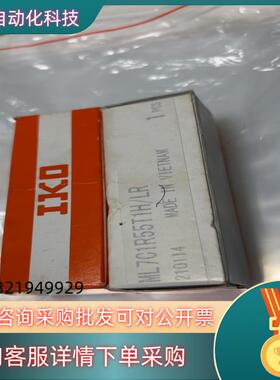 自动化科技
IKO
ML7C1R55T1H/LR
1 PCS
MADE IN VIETNAM
210114
321949929
咨询采购批发可对公开票
问客服详情下单采购